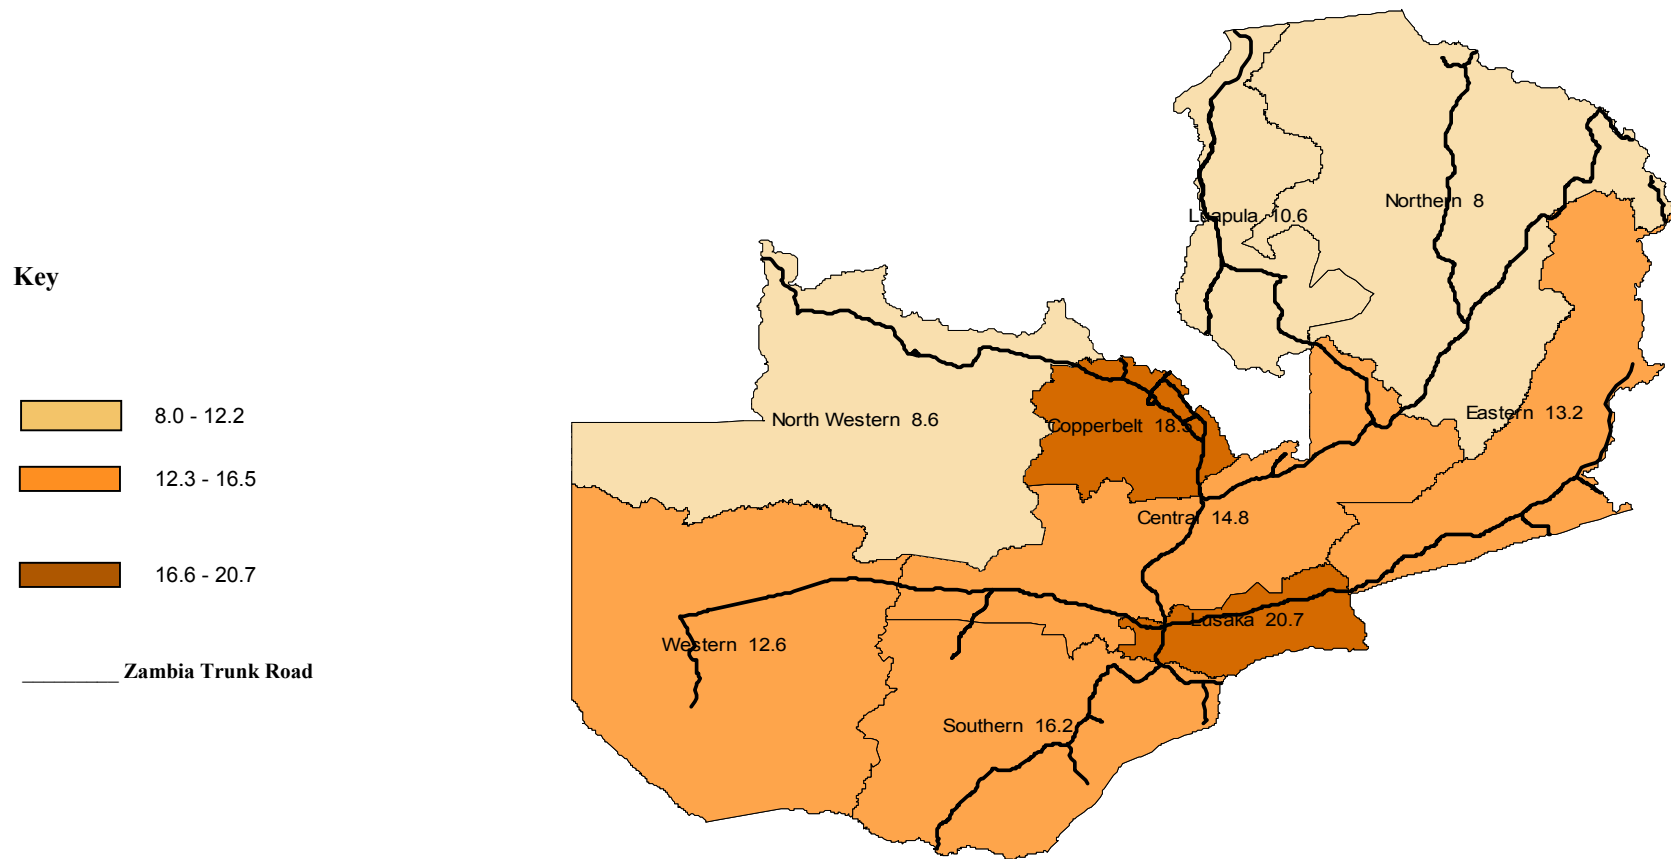 Key
8.0 - 12.2
12.3 - 16.5
16.6 - 20.7
Zambia Trunk Road
Luapula 10.6
Northern 8
North Western 8.6
Copperbelt 18.5
Eastern 13.2
Central 14.8
Lusaka 20.7
Western 12.6
Southern 16.2